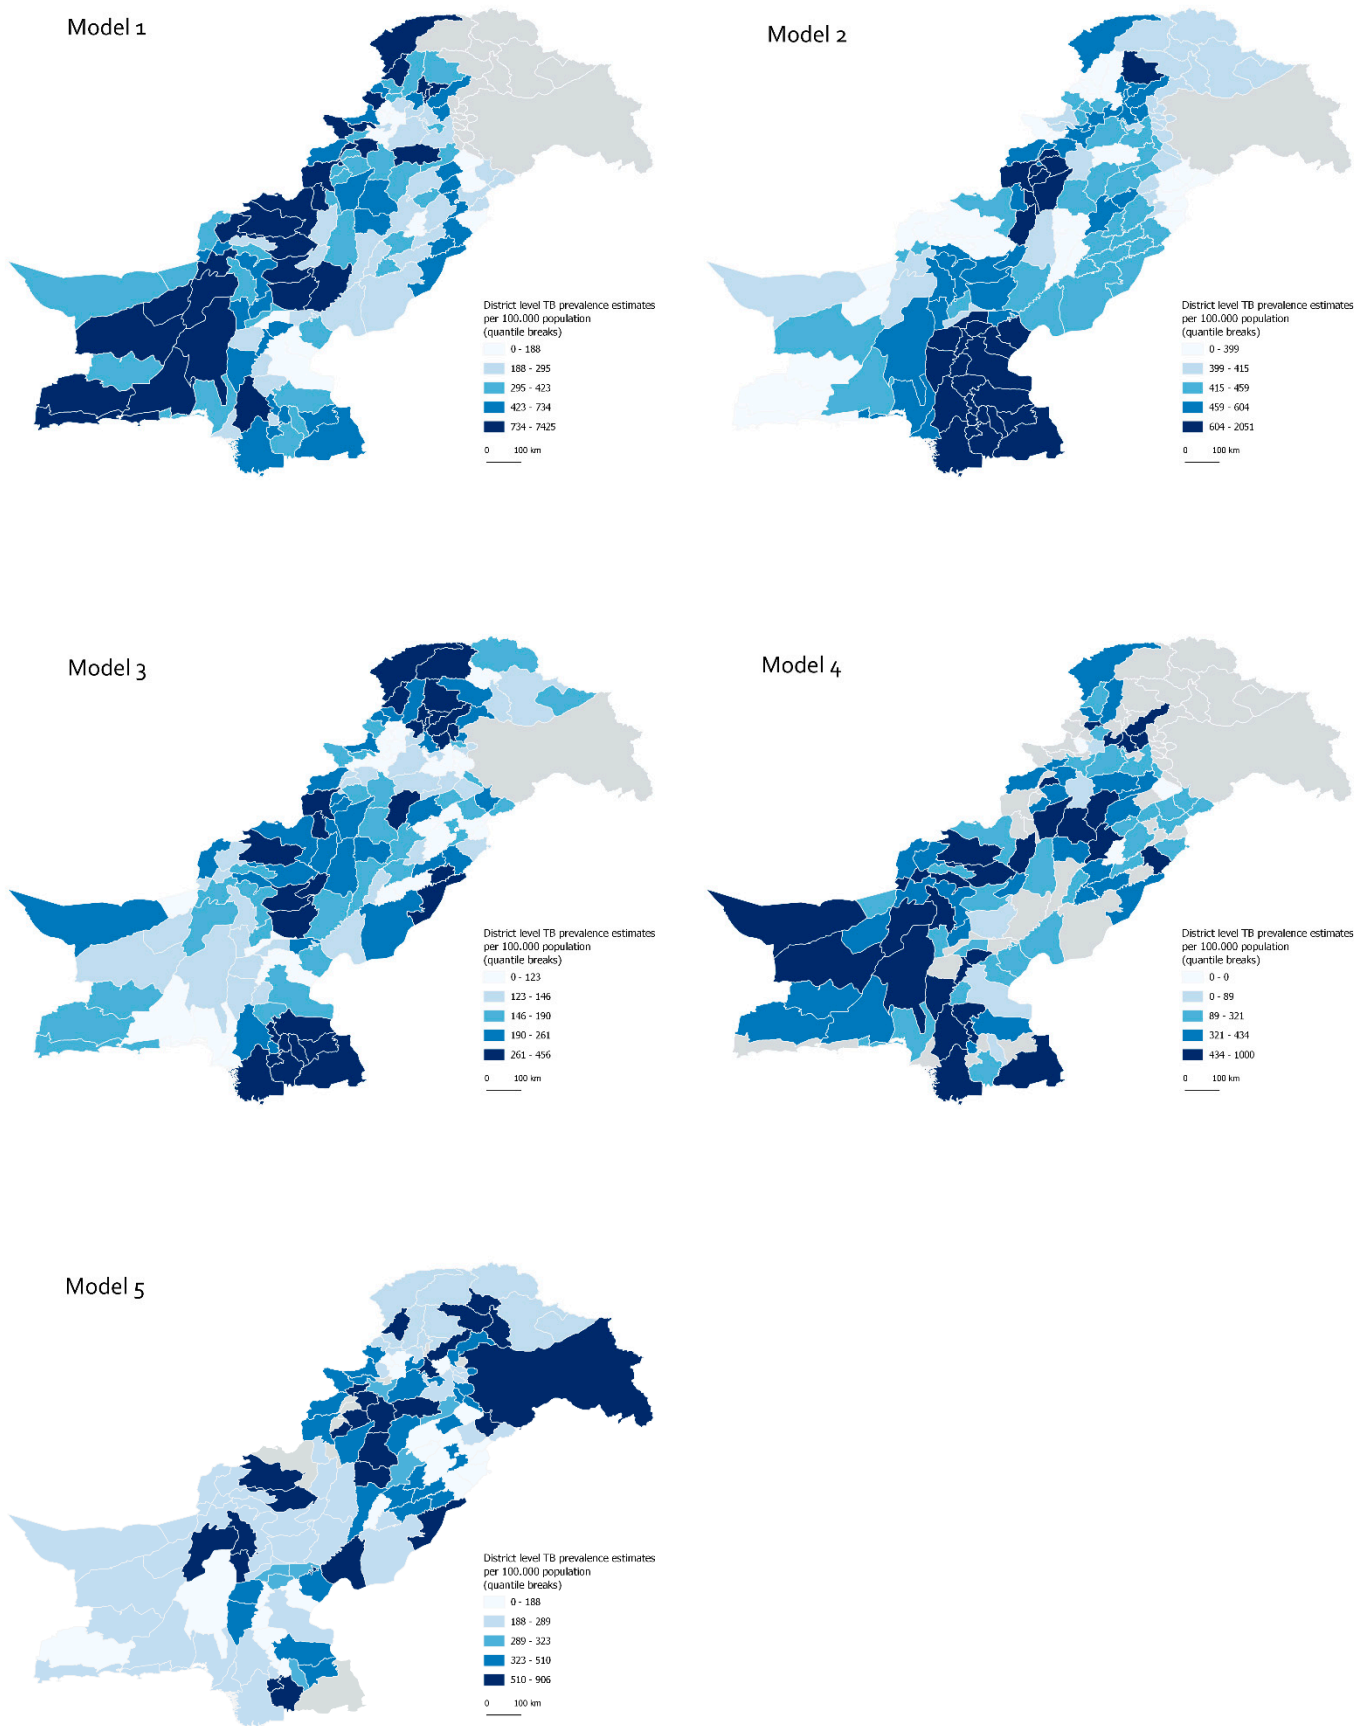 Model 1
District level TB prevalence estimates
per 100.000 population
(quantile breaks)
0 - 188
188 - 295
295 - 423
423 - 734
734 - 7425
0 100 km
Model 2
District level TB prevalence estimates
per 100.000 population
(quantile breaks)
0 - 399
399 - 415
415 - 459
459 - 604
604 - 2051
0 100 km
Model 3
District level TB prevalence estimates
per 100.000 population
(quantile breaks)
0 - 123
123 - 146
146 - 190
190 - 261
261 - 456
0 100 km
Model 4
District level TB prevalence estimates
per 100.000 population
(quantile breaks)
0 - 0
0 - 89
89 - 321
321 - 434
434 - 1000
0 100 km
Model 5
District level TB prevalence estimates
per 100.000 population
(quantile breaks)
0 - 188
188 - 289
289 - 323
323 - 510
510 - 906
0 100 km